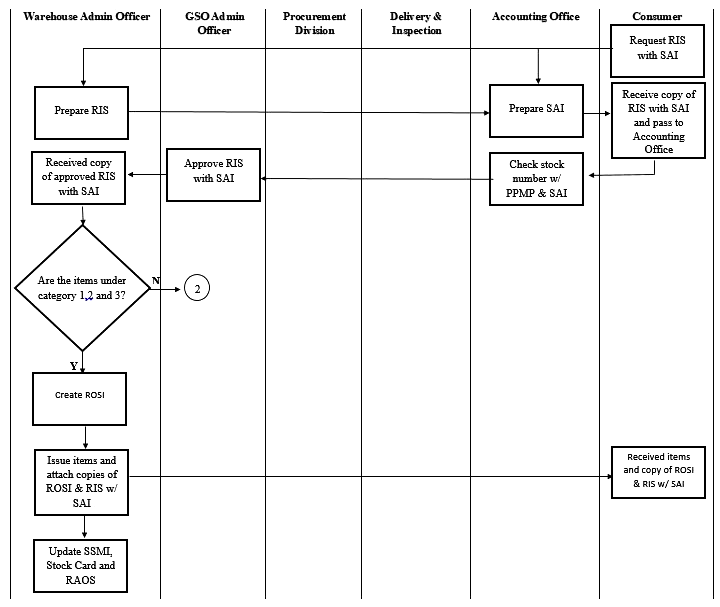 Warehouse Admin Officer
GSO Admin
Officer
Procurement
Division
Delivery &
Inspection
Accounting Office
Consumer
Request RIS
with SAI
Prepare RIS
Prepare SAI
Receive copy of
RIS with SAI
and pass to
Accounting
Office
Received copy
of approved RIS
with SAI
Approve RIS
with SAI
Check stock
number w/
PPMP & SAI
Are the items under
category 1,2 and 3?
N
2
Y
Create ROSI
Issue items and
attach copies of
ROSI & RIS w/
SAI
Received items
and copy of ROSI
& RIS w/ SAI
Update SSMI,
Stock Card and
RAOS